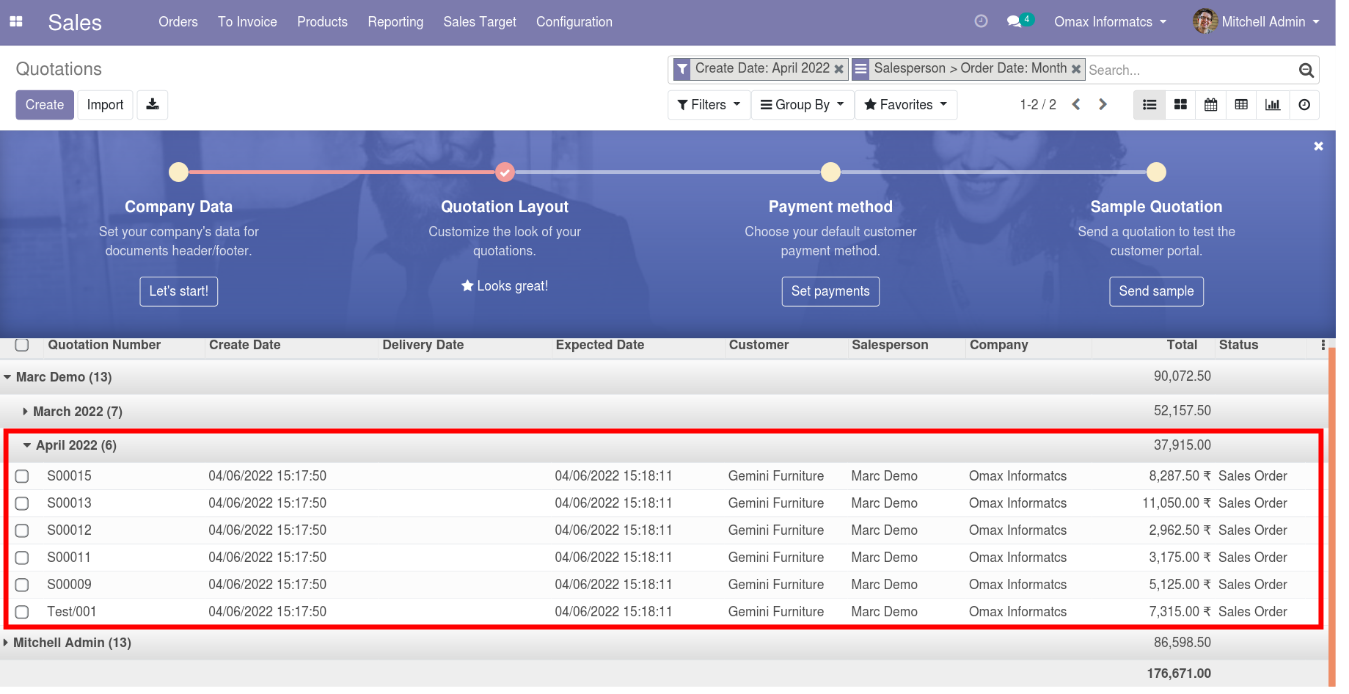 Sales Orders To Invoice Products Reporting Sales Target Configuration 4 Omax Informatcs Mitchell Admin
Quotations Create Date: April 2022 Salesperson > Order Date: Month Search...
Create Import Filters Group By Favorites 1-2 / 2
Company Data Quotation Layout Payment method Sample Quotation
Set your company's data for Customize the look of your Choose your default customer Send a quotation to test the
documents header/footer. quotations. payment method. customer portal.
Let's start! Looks great! Set payments Send sample
Quotation Number Create Date Delivery Date Expected Date Customer Salesperson Company Total Status
Marc Demo (13) 90,072.50
March 2022 (7) 52,157.50
April 2022 (6) 37,915.00
S00015 04/06/2022 15:17:50 04/06/2022 15:18:11 Gemini Furniture Marc Demo Omax Informatcs 8,287.50 ₹ Sales Order
S00013 04/06/2022 15:17:50 04/06/2022 15:18:11 Gemini Furniture Marc Demo Omax Informatcs 11,050.00 ₹ Sales Order
S00012 04/06/2022 15:17:50 04/06/2022 15:18:11 Gemini Furniture Marc Demo Omax Informatcs 2,962.50 ₹ Sales Order
S00011 04/06/2022 15:17:50 04/06/2022 15:18:11 Gemini Furniture Marc Demo Omax Informatcs 3,175.00 ₹ Sales Order
S00009 04/06/2022 15:17:50 04/06/2022 15:18:11 Gemini Furniture Marc Demo Omax Informatcs 5,125.00 ₹ Sales Order
Test/001 04/06/2022 15:17:50 04/06/2022 15:18:11 Gemini Furniture Marc Demo Omax Informatcs 7,315.00 ₹ Sales Order
Mitchell Admin (13) 86,598.50
176,671.00